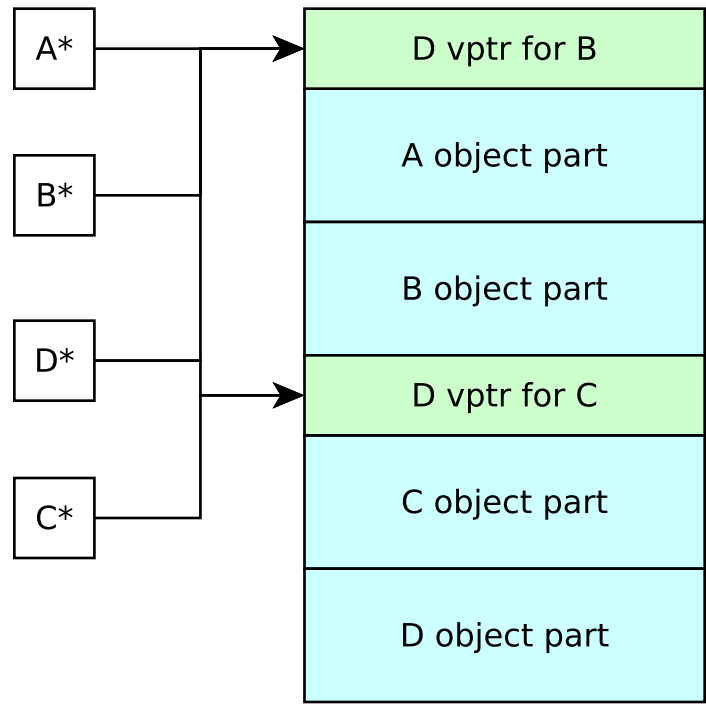 A*
B*
D*
C*
D vptr for B
A object part
B object part
D vptr for C
C object part
D object part